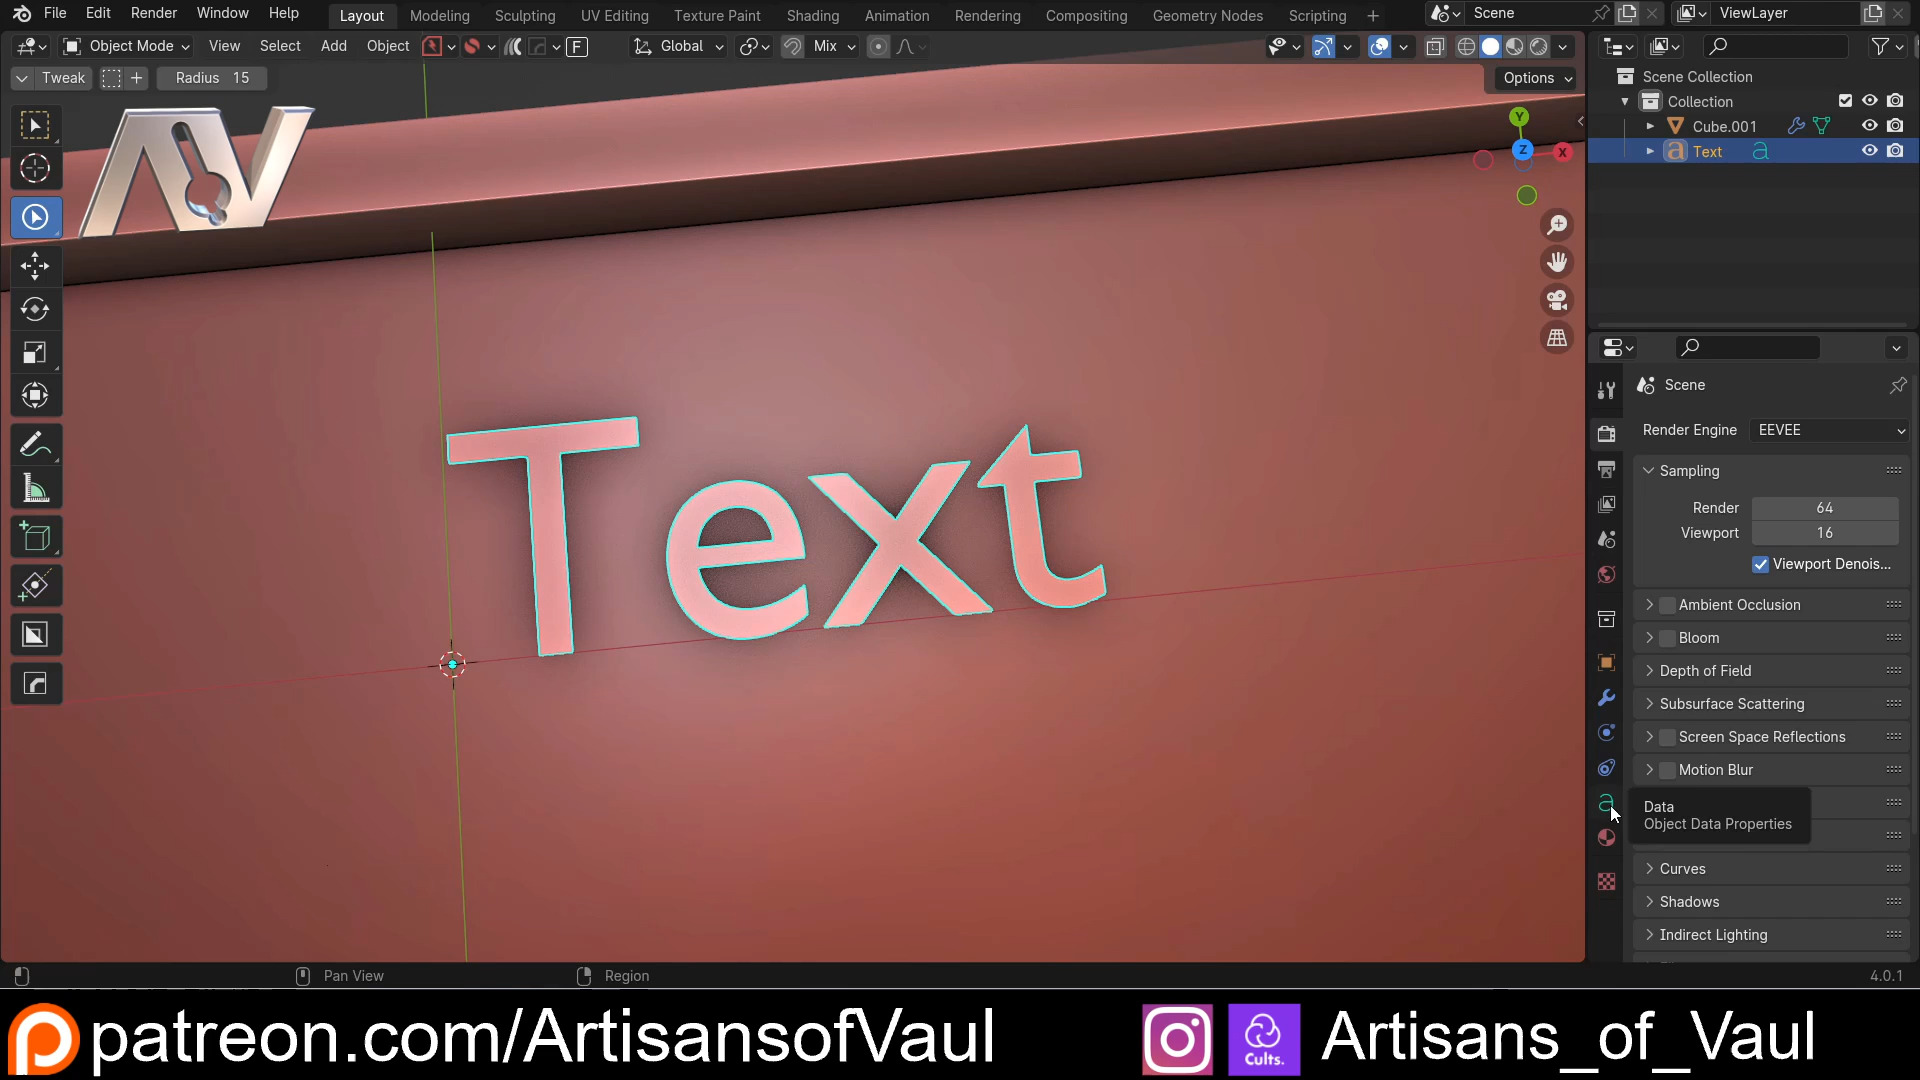 File Edit Render Window Help Layout Modeling Sculpting UV Editing Texture Paint Shading Animation Rendering Compositing Geometry Nodes Scripting + Scene ViewLayer
Object Mode View Select Add Object F Global Mix
Tweak Radius 15 Options
Scene Collection
Collection
Cube.001
Text
Y
Z X
Text
Scene
Render Engine EEVEE
Sampling
Render 64
Viewport 16
Viewport Denois...
Ambient Occlusion
Bloom
Depth of Field
Subsurface Scattering
Screen Space Reflections
Motion Blur
Data
Object Data Properties
Curves
Shadows
Indirect Lighting
Pan View Region 4.0.1
patreon.com/ArtisansofVaul Cults. Artisans_of_Vaul